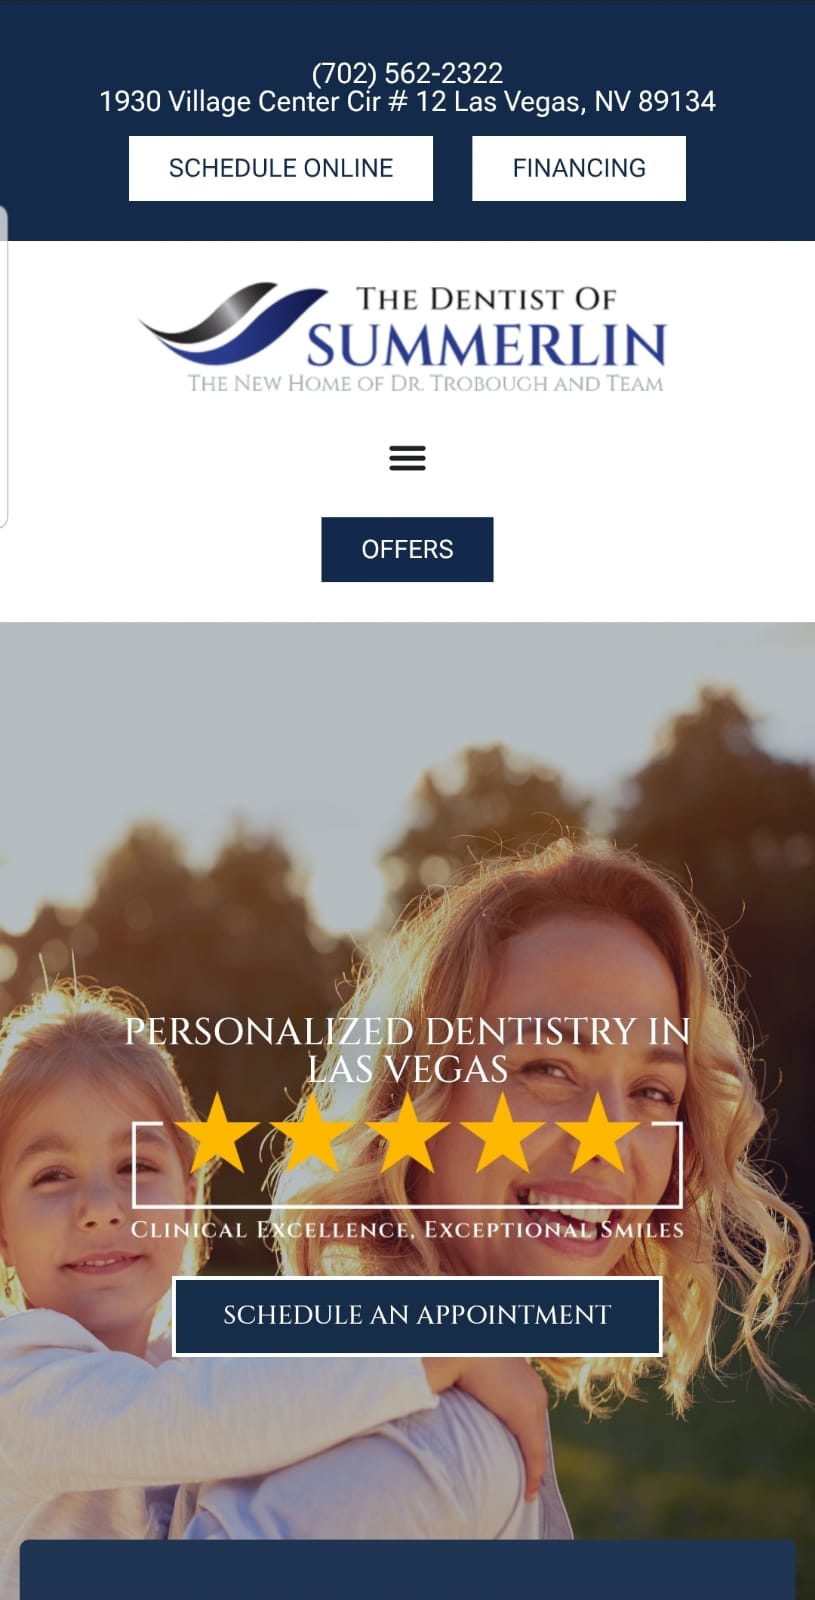 (702) 562-2322
1930 Village Center Cir # 12 Las Vegas, NV 89134
SCHEDULE ONLINE
FINANCING
THE DENTIST OF
SUMMERLIN
THE NEW HOME OF DR. TROBOUGH AND TEAM
OFFERS
PERSONALIZED DENTISTRY IN
LAS VEGAS
CLINICAL EXCELLENCE, EXCEPTIONAL SMILES
SCHEDULE AN APPOINTMENT